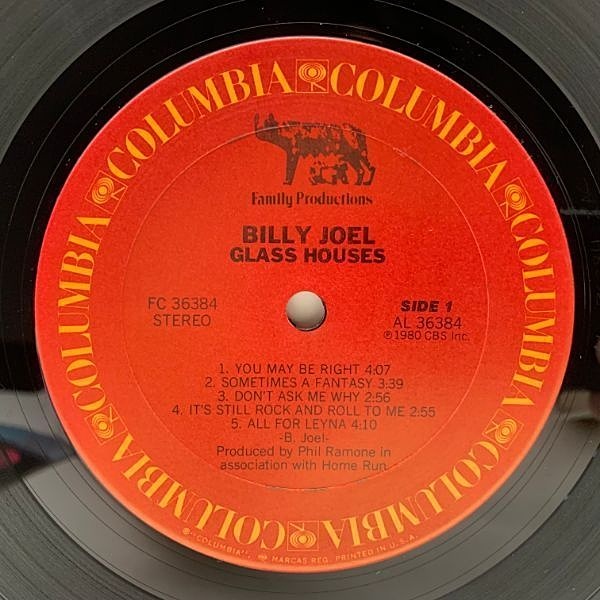 COLUMBIA COLUMBIA COLUMBIA COLUMBIA COLUMBIA COLUMBIA
Family Productions
BILLY JOEL
GLASS HOUSES
FC 36384
STEREO
SIDE 1
AL 36384
℗1980 CBS Inc.
1. YOU MAY BE RIGHT 4:07
2. SOMETIMES A FANTASY 3:39
3. DON'T ASK ME WHY 2:56
4. IT'S STILL ROCK AND ROLL TO ME 2:55
5. ALL FOR LEYNA 4:10
-B. Joel-
Produced by Phil Ramone in
association with Home Run
"COLUMBIA", MARCAS REG. PRINTED IN U.S.A.